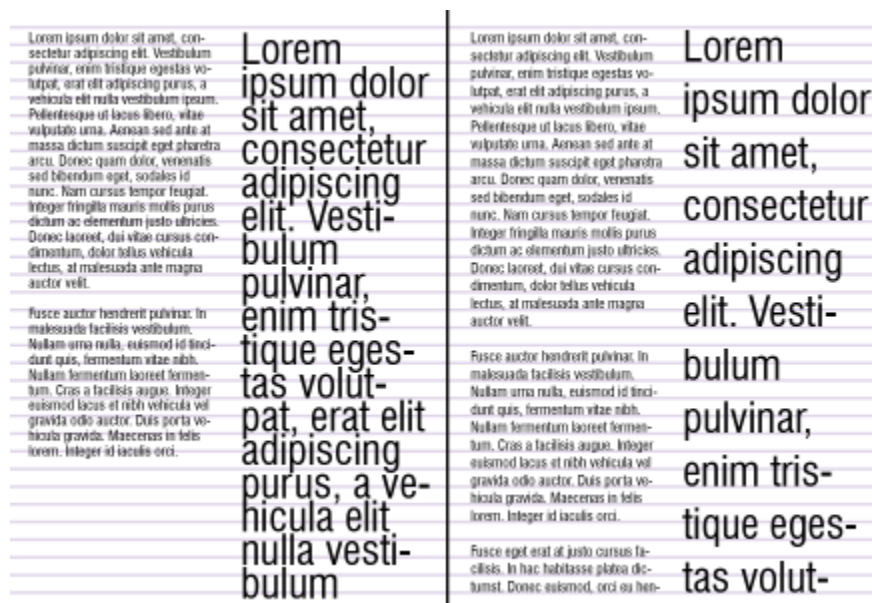 Lorem ipsum dolor sit amet, con-
sectetur adipiscing elit. Vestibulum
pulvinar, enim tristique egestas vo-
lutpat, erat elit adipiscing purus, a
vehicula elit nulla vestibulum ipsum.
Pellentesque ut lacus libero, vitae
vulputate urna. Aenean sed ante at
massa dictum suscipit eget pharetra
arcu. Donec quam dolor, venenatis
sed bibendum eget, sodales id
nunc. Nam cursus tempor feugiat.
Integer fringilla mauris mollis purus
dictum ac elementum justo ultricies.
Donec laoreet, dui vitae cursus con-
dimentum, dolor tellus vehicula
lectus, at malesuada ante magna
auctor velit.
Fusce auctor hendrerit pulvinar. In
malesuada facilisis vestibulum.
Nullam urna nulla, euismod id tinci-
dunt quis, fermentum vitae nibh.
Nullam fermentum laoreet fermen-
tum. Cras a facilisis augue. Integer
euismod lacus et nibh vehicula vel
gravida odio auctor. Duis porta ve-
hicula gravida. Maecenas in felis
lorem. Integer id iaculis orci.
Lorem
ipsum dolor
sit amet,
consectetur
adipiscing
elit. Vesti-
bulum
pulvinar,
enim tris-
tique eges-
tas volut-
pat, erat elit
adipiscing
purus, a ve-
hicula elit
nulla vesti-
bulum
Lorem ipsum dolor sit amet, con-
sectetur adipiscing elit. Vestibulum
pulvinar, enim tristique egestas vo-
lutpat, erat elit adipiscing purus, a
vehicula elit nulla vestibulum ipsum.
Pellentesque ut lacus libero, vitae
vulputate urna. Aenean sed ante at
massa dictum suscipit eget pharetra
arcu. Donec quam dolor, venenatis
sed bibendum eget, sodales id
nunc. Nam cursus tempor feugiat.
Integer fringilla mauris mollis purus
dictum ac elementum justo ultricies.
Donec laoreet, dui vitae cursus con-
dimentum, dolor tellus vehicula
lectus, at malesuada ante magna
auctor velit.
Fusce auctor hendrerit pulvinar. In
malesuada facilisis vestibulum.
Nullam urna nulla, euismod id tinci-
dunt quis, fermentum vitae nibh.
Nullam fermentum laoreet fermen-
tum. Cras a facilisis augue. Integer
euismod lacus et nibh vehicula vel
gravida odio auctor. Duis porta ve-
hicula gravida. Maecenas in felis
lorem. Integer id iaculis orci.
Fusce eget erat at justo cursus fa-
cilisis. In hac habitasse platea dic-
tumst. Donec euismod, orci eu hen-
Lorem
ipsum dolor
sit amet,
consectetur
adipiscing
elit. Vesti-
bulum
pulvinar,
enim tris-
tique eges-
tas volut-